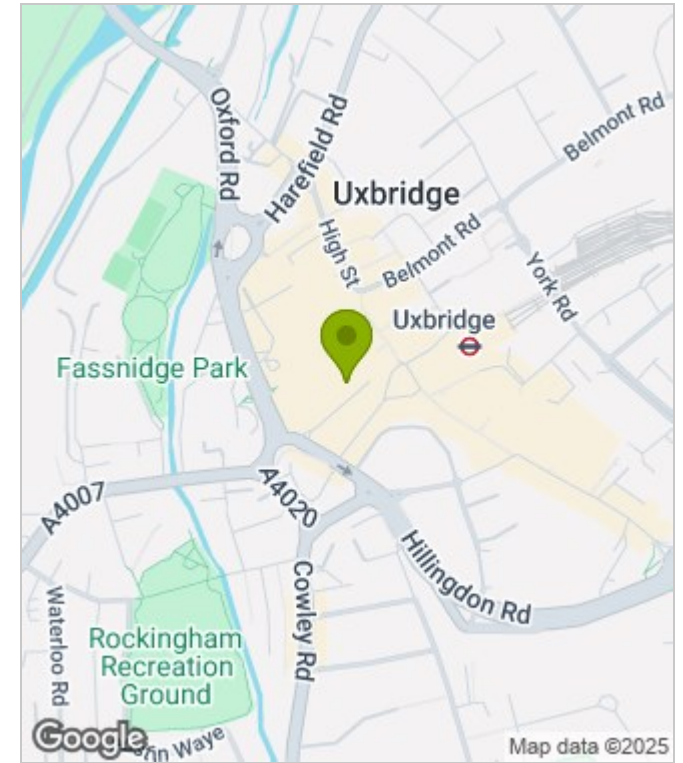 Oxford Rd
Harefield Rd
Belmont Rd
Uxbridge
High St
Belmont Rd
York Rd
Uxbridge
Fassnidge Park
A4007
A4020
Hillingdon Rd
Cowley Rd
Waterloo Rd
Rockingham
Recreation
Ground
Waye
Google
Map data ©2025